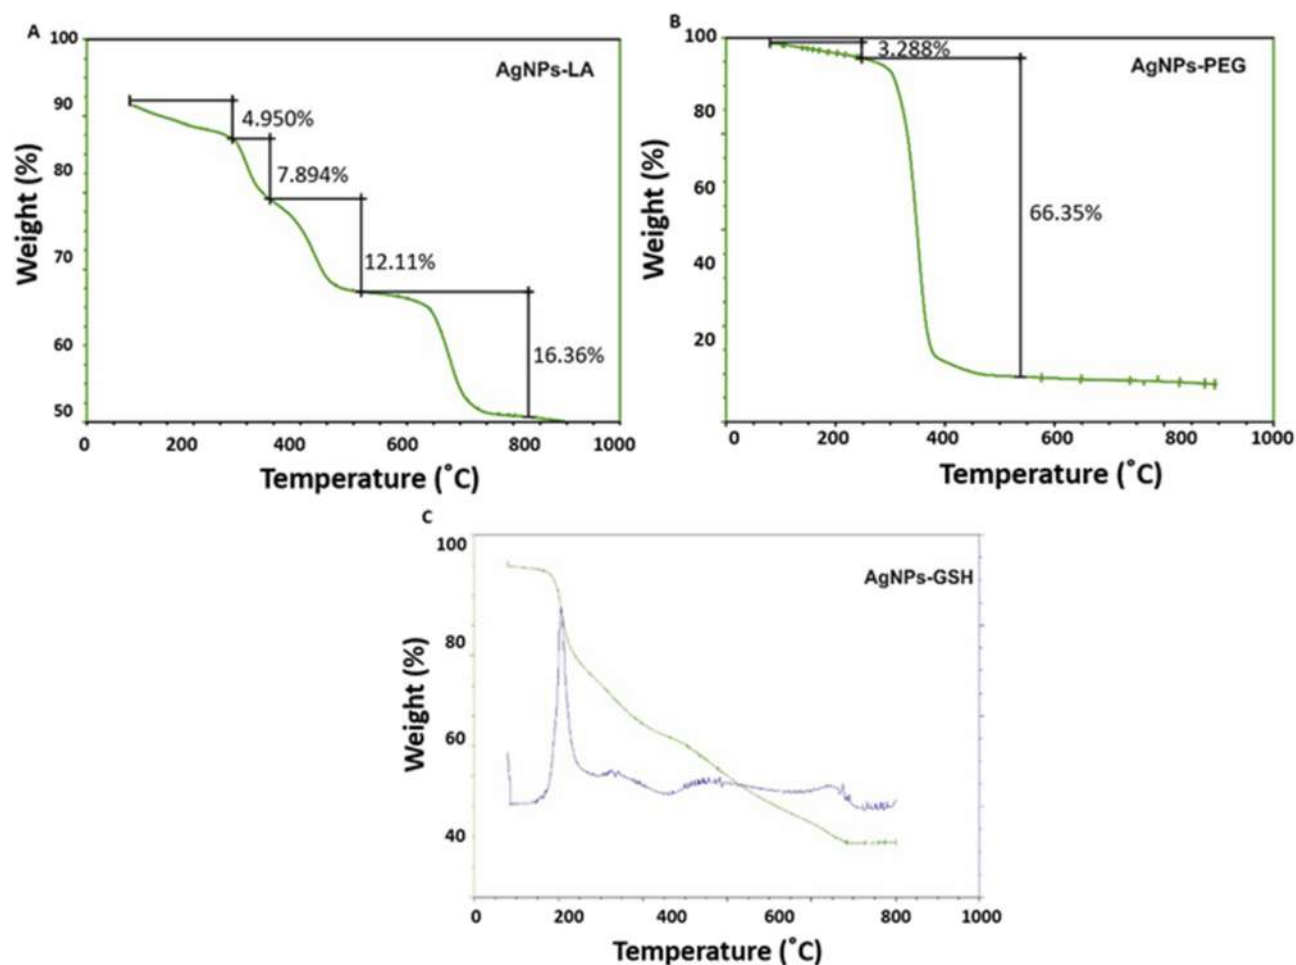 A
100
AgNPs-LA
90
4.950%
80
7.894%
70
12.11%
60
16.36%
50
Weight (%)
0 200 400 600 800 1000
Temperature (˚C)
B
100
3.288%
AgNPs-PEG
80
60
66.35%
40
20
Weight (%)
0 200 400 600 800 1000
Temperature (˚C)
C
100
AgNPs-GSH
80
60
40
Weight (%)
0 200 400 600 800 1000
Temperature (˚C)